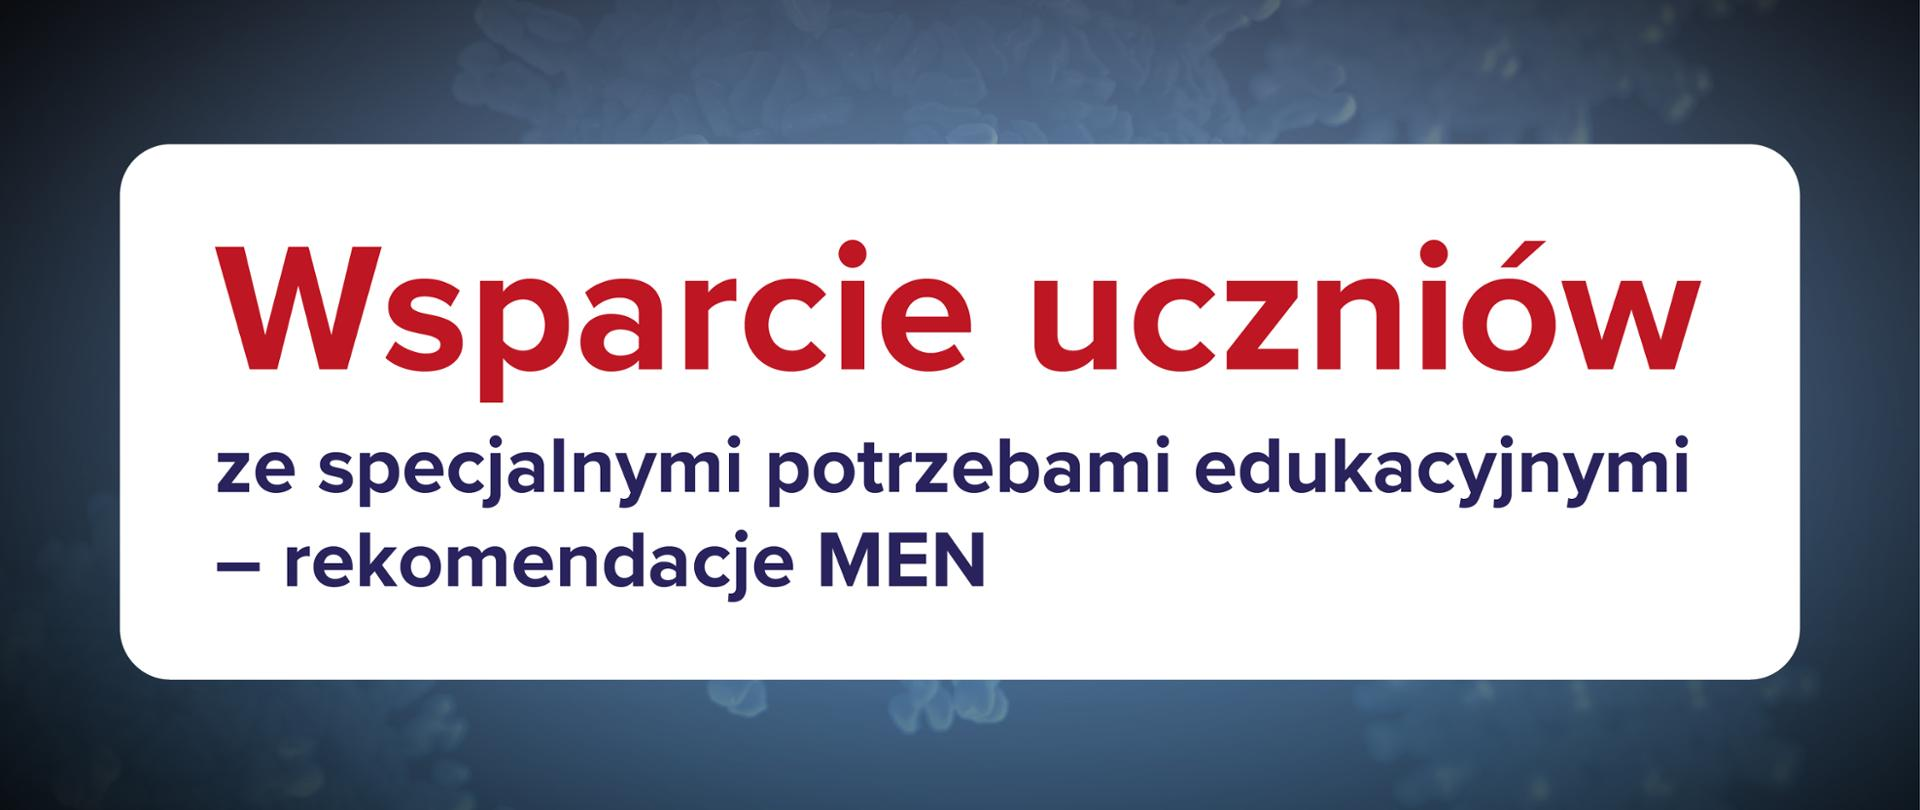 Wsparcie uczniów
ze specjalnymi potrzebami edukacyjnymi
– rekomendacje MEN